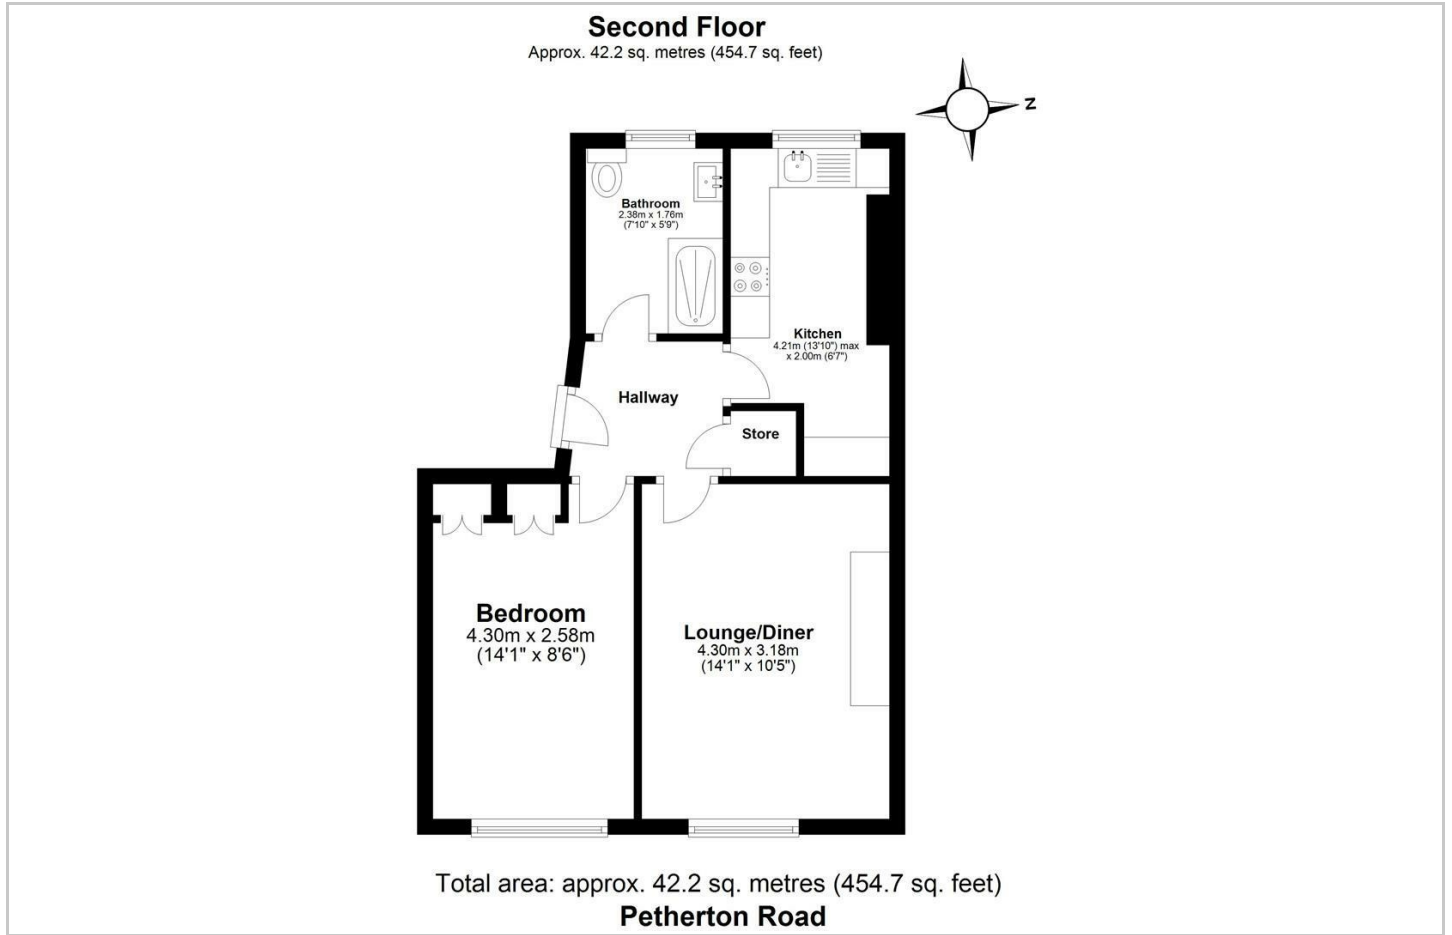 Second Floor
Approx. 42.2 sq. metres (454.7 sq. feet)
N
Bathroom
2.38m x 1.76m
(7'10" x 5'9")
Kitchen
4.21m (13'10") max
x 2.00m (6'7")
Hallway
Store
Bedroom
4.30m x 2.58m
(14'1" x 8'6")
Lounge/Diner
4.30m x 3.18m
(14'1" x 10'5")
Total area: approx. 42.2 sq. metres (454.7 sq. feet)
Petherton Road